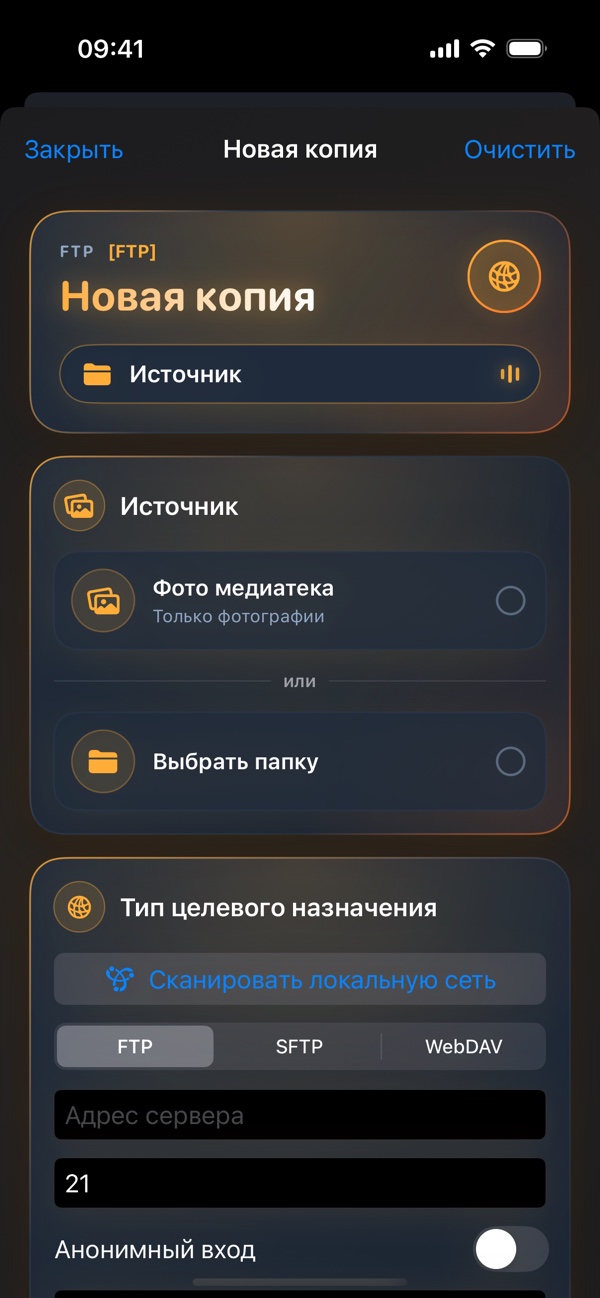 09:41
Закрыть
Новая копия
Очистить
FTP [FTP]
Новая копия
Источник
Источник
Фото медиатека
Только фотографии
или
Выбрать папку
Тип целевого назначения
Сканировать локальную сеть
FTP
SFTP
WebDAV
Адрес сервера
21
Анонимный вход